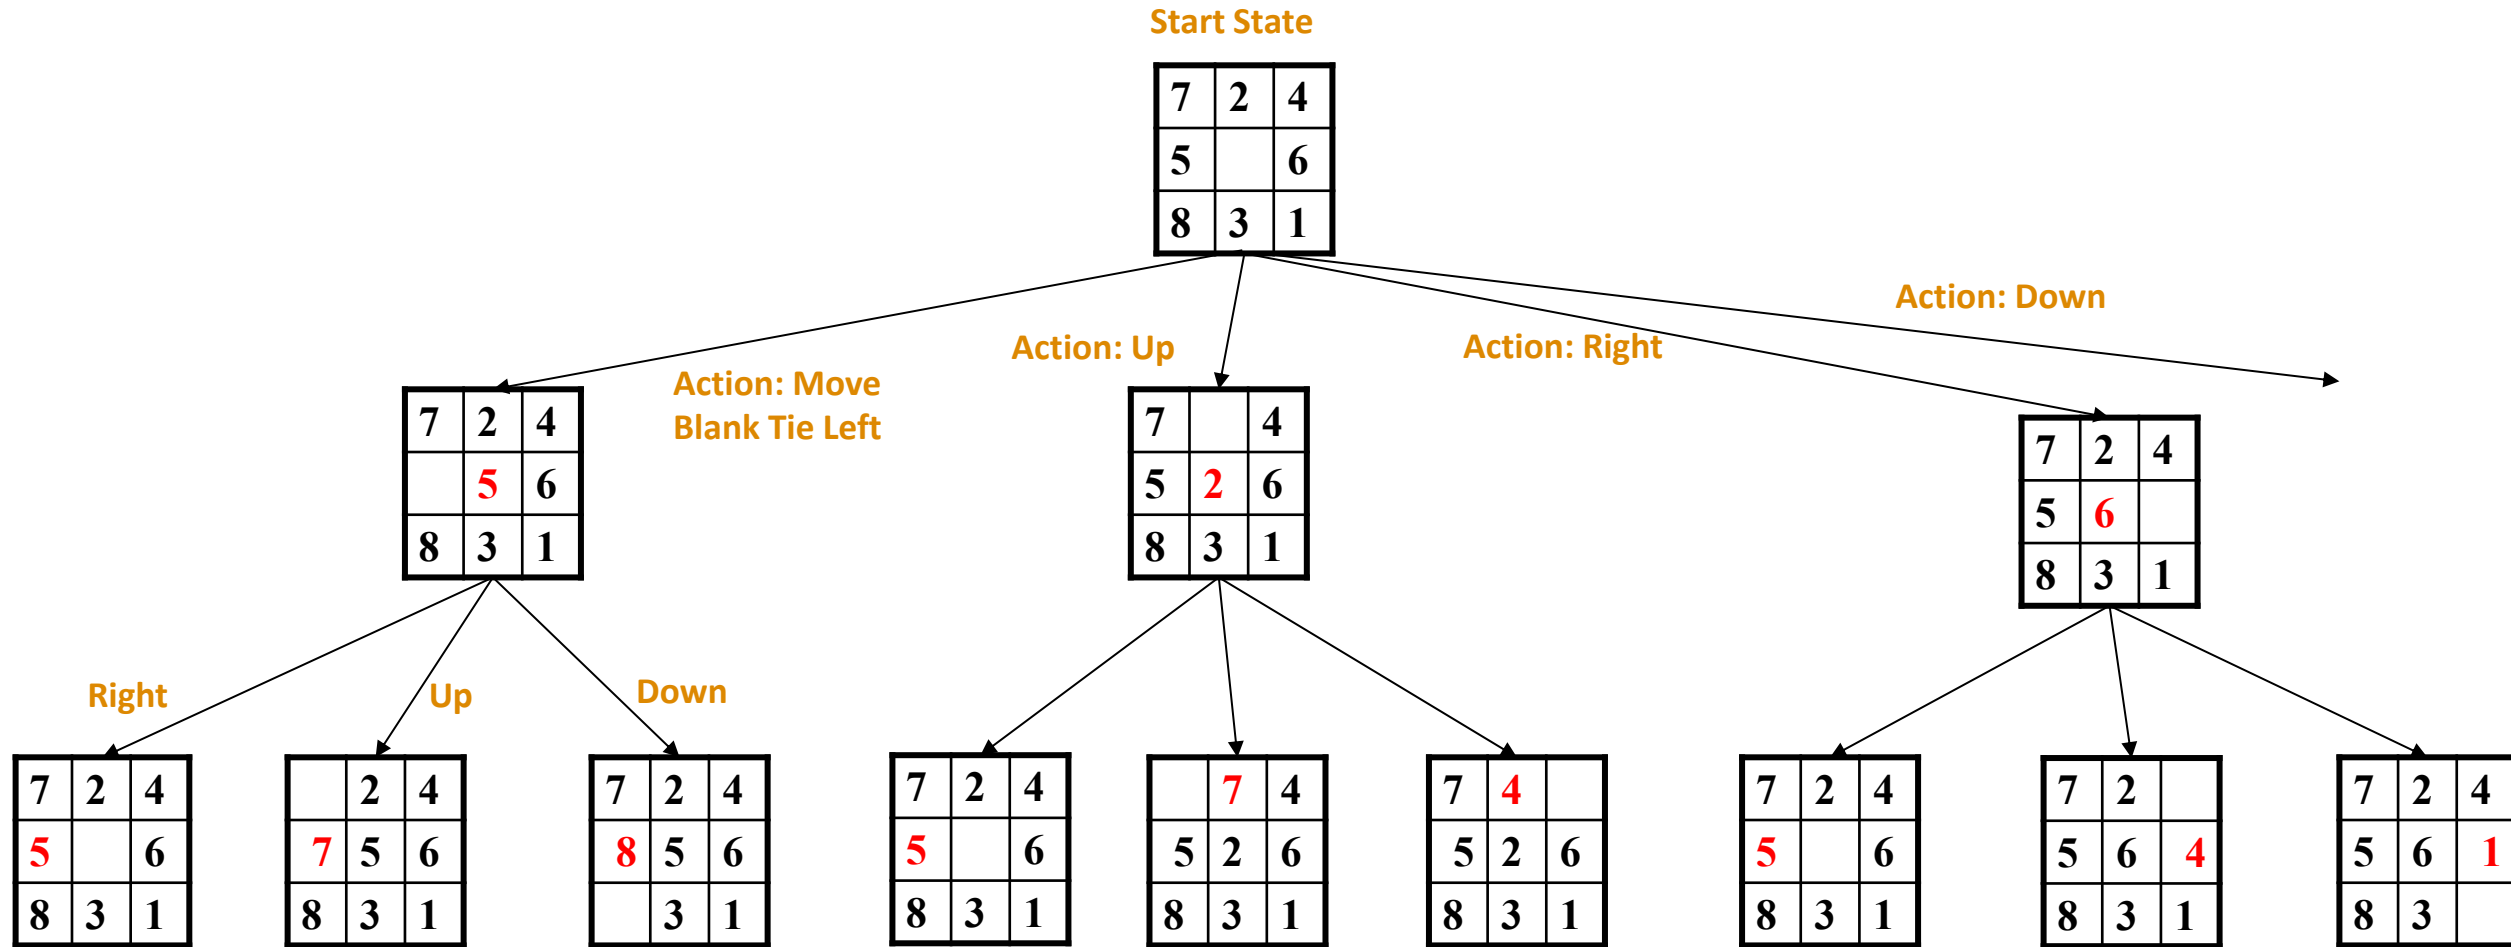 Start State
7 2 4
5 6
8 3 1
Action: Down
Action: Up
Action: Right
Action: Move
Blank Tie Left
7 2 4
5 6
8 3 1
7 4
5 2 6
8 3 1
7 2 4
5 6
8 3 1
Right
Up
Down
7 2 4
5 6
8 3 1
2 4
7 5 6
8 3 1
7 2 4
8 5 6
3 1
7 2 4
5 6
8 3 1
7 4
5 2 6
8 3 1
7 4
5 2 6
8 3 1
7 2 4
5 6
8 3 1
7 2
5 6 4
8 3 1
7 2 4
5 6 1
8 3